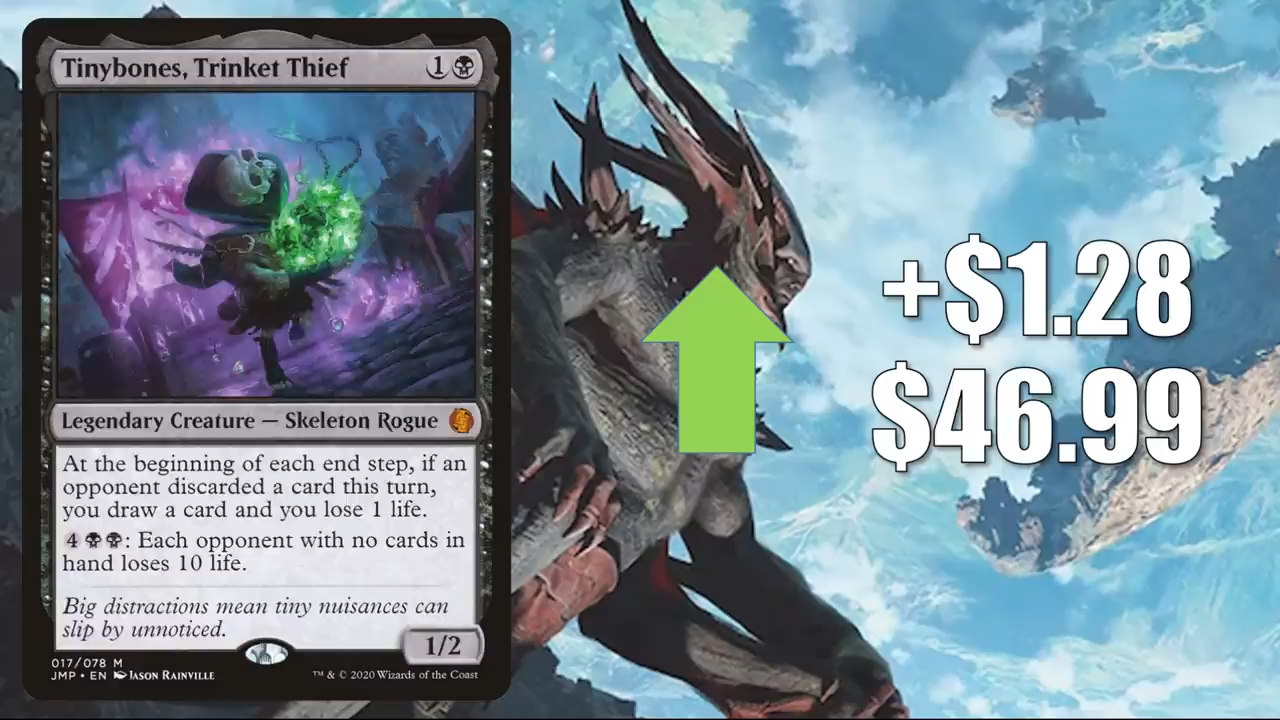 Tinybones, Trinket Thief 1
Legendary Creature — Skeleton Rogue
At the beginning of each end step, if an
opponent discarded a card this turn,
you draw a card and you lose 1 life.
4: Each opponent with no cards in
hand loses 10 life.
Big distractions mean tiny nuisances can
slip by unnoticed.
1/2
017/078 M
JMP • EN Jason Rainville
™ & © 2020 Wizards of the Coast
+$1.28
$46.99